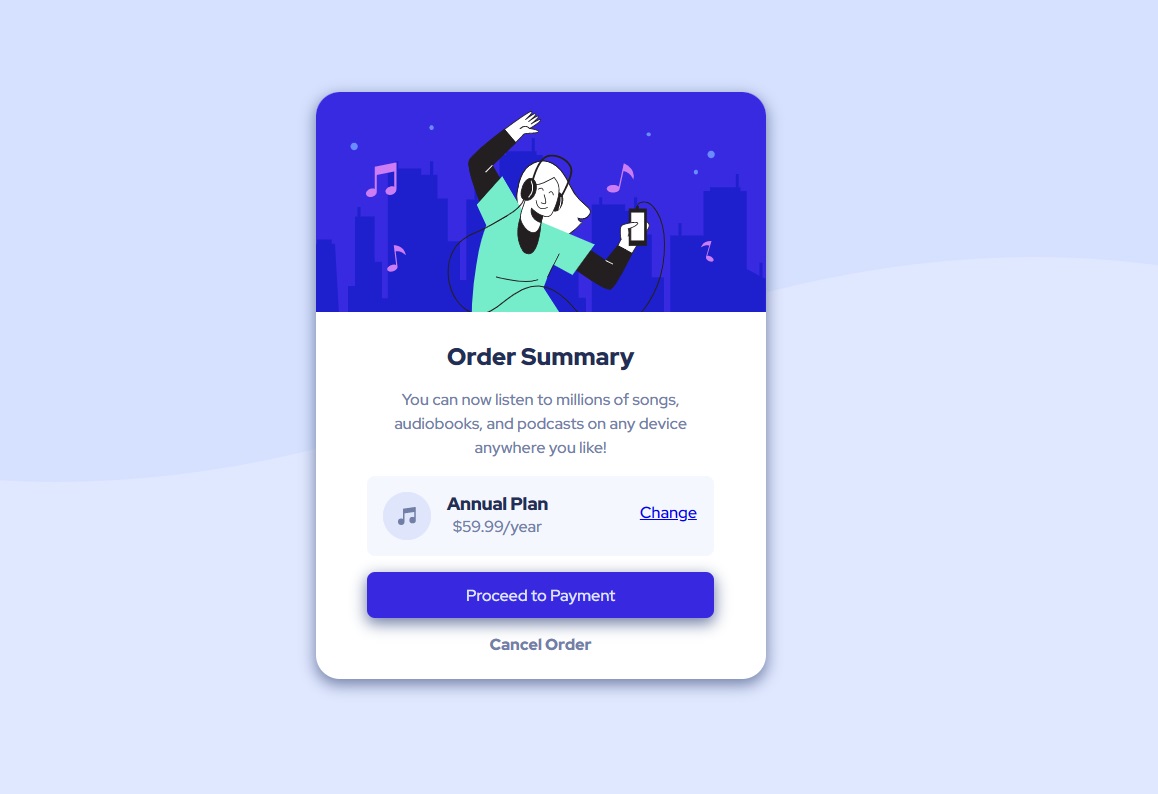 Order Summary
You can now listen to millions of songs,
audiobooks, and podcasts on any device
anywhere you like!
Annual Plan
$59.99/year
Change
Proceed to Payment
Cancel Order